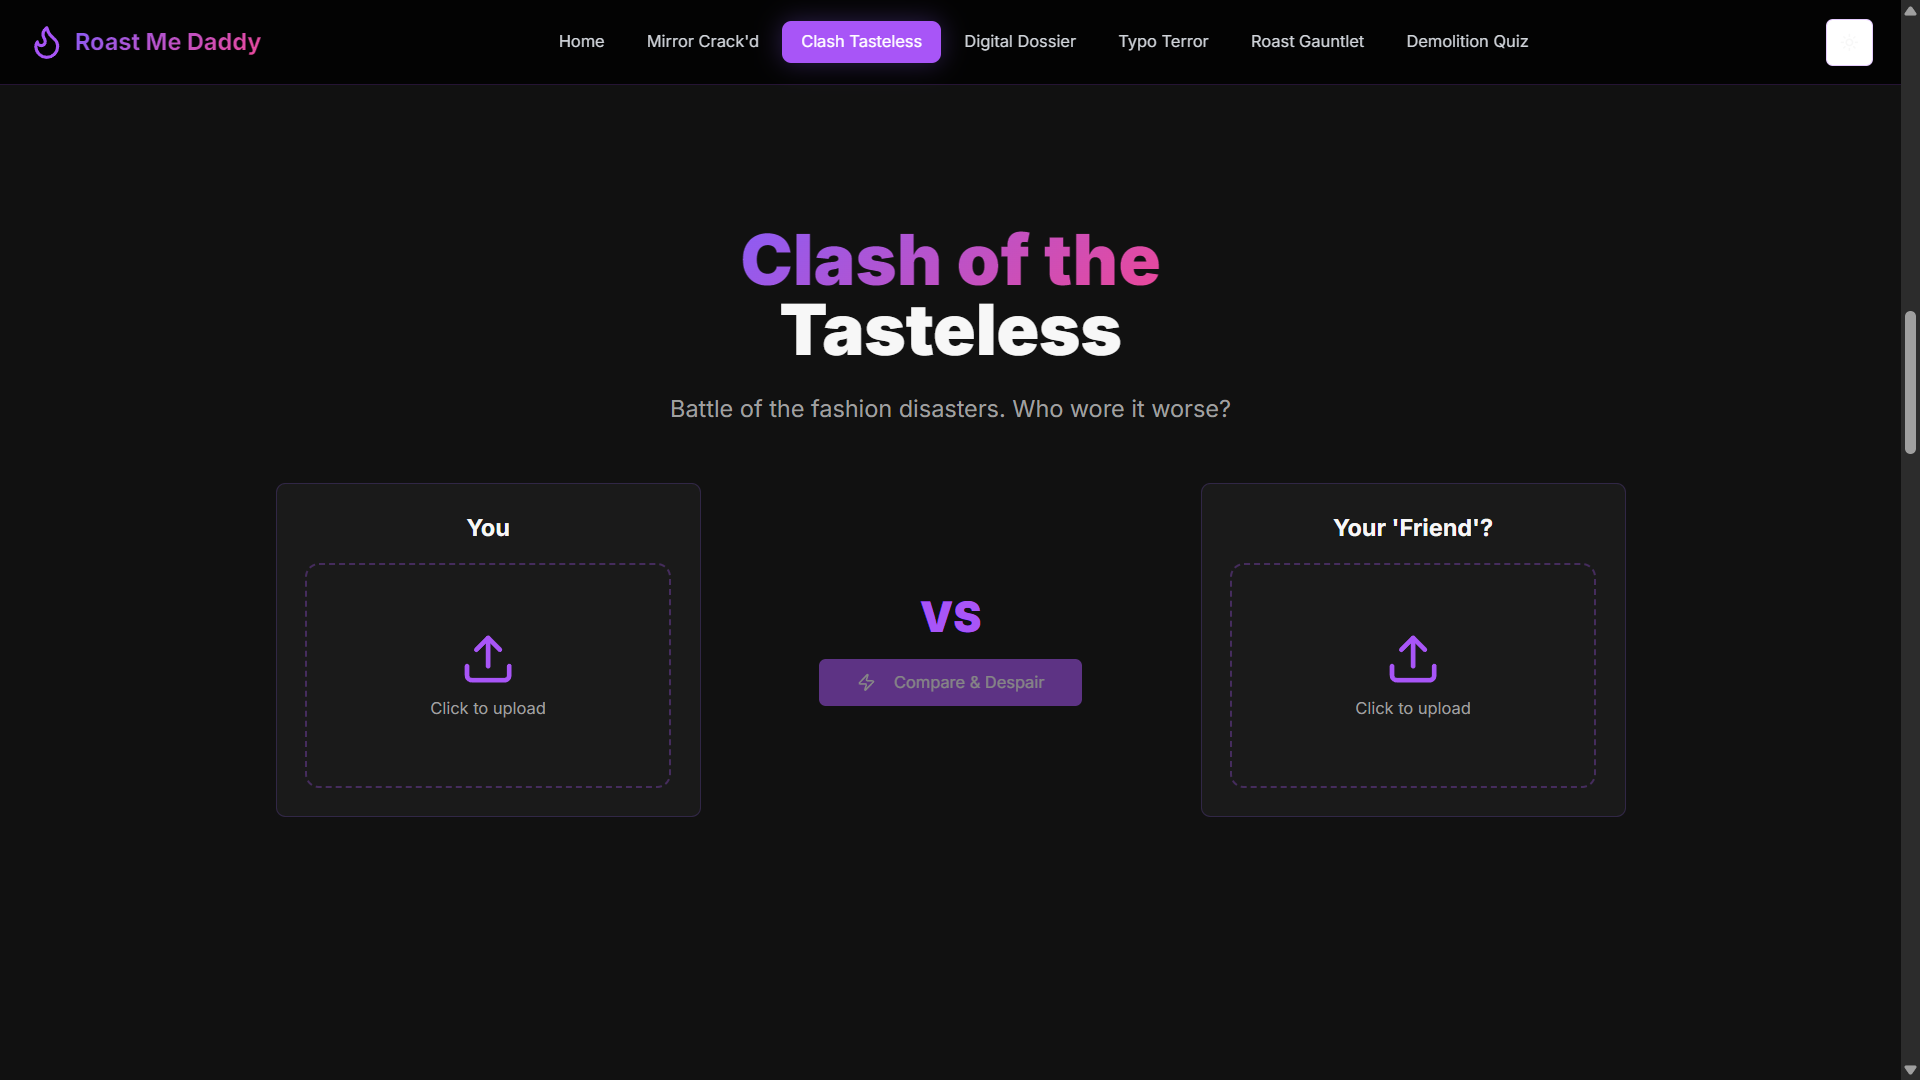 Roast Me Daddy
Home
Mirror Crack'd
Clash Tasteless
Digital Dossier
Typo Terror
Roast Gauntlet
Demolition Quiz
Clash of the
Tasteless
Battle of the fashion disasters. Who wore it worse?
You
Click to upload
VS
Compare & Despair
Your 'Friend'?
Click to upload